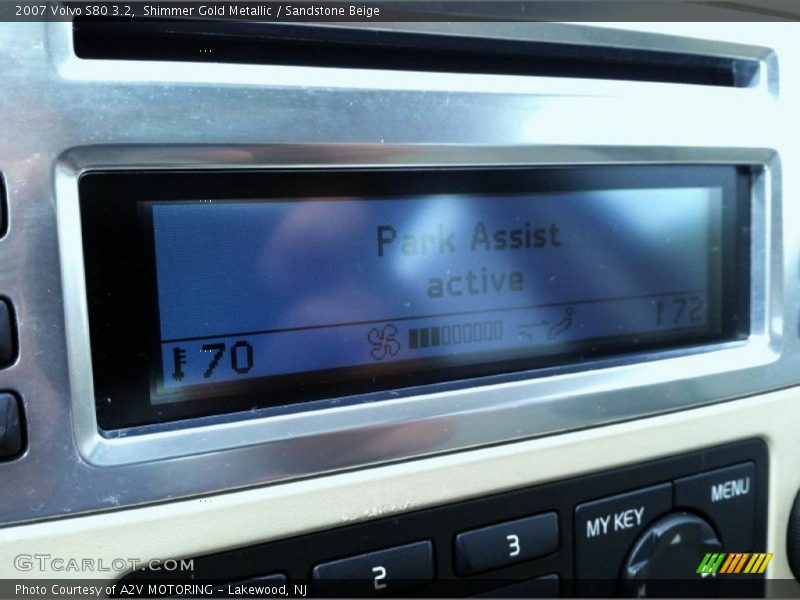 2007 Volvo S80 3.2, Shimmer Gold Metallic / Sandstone Beige
Park Assist
active
70
72
MY KEY
MENU
2
3
GTCARLOT.COM
Photo Courtesy of A2V MOTORING - Lakewood, NJ